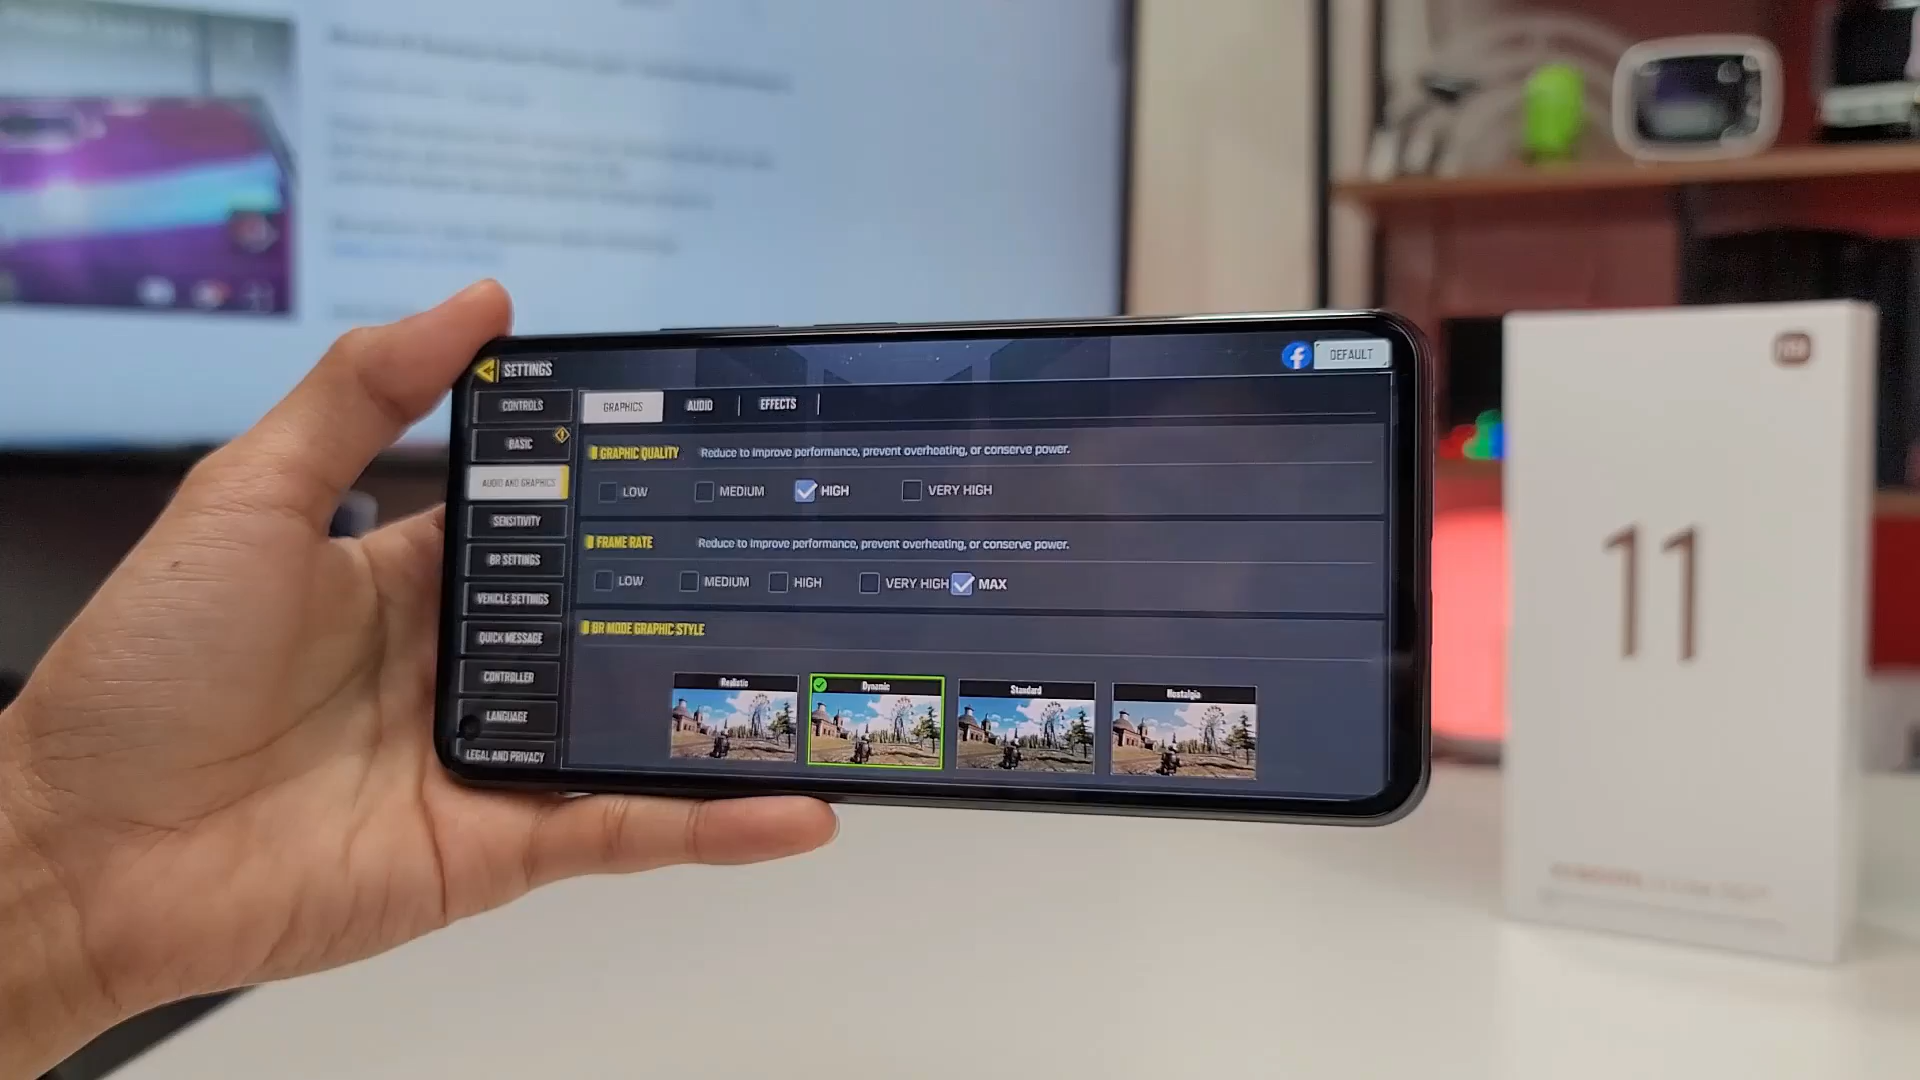 SETTINGS
DEFAULT
CONTROLS
BASIC
AUDIO AND GRAPHICS
SENSITIVITY
BR SETTINGS
VEHICLE SETTINGS
QUICK MESSAGE
CONTROLLER
LANGUAGE
LEGAL AND PRIVACY
GRAPHICS
AUDIO
EFFECTS
GRAPHIC QUALITY Reduce to improve performance, prevent overheating, or conserve power.
LOW MEDIUM HIGH VERY HIGH
FRAME RATE Reduce to improve performance, prevent overheating, or conserve power.
LOW MEDIUM HIGH VERY HIGH MAX
BR MODE GRAPHIC STYLE
Realistic Dynamic Standard Nostalgia
11